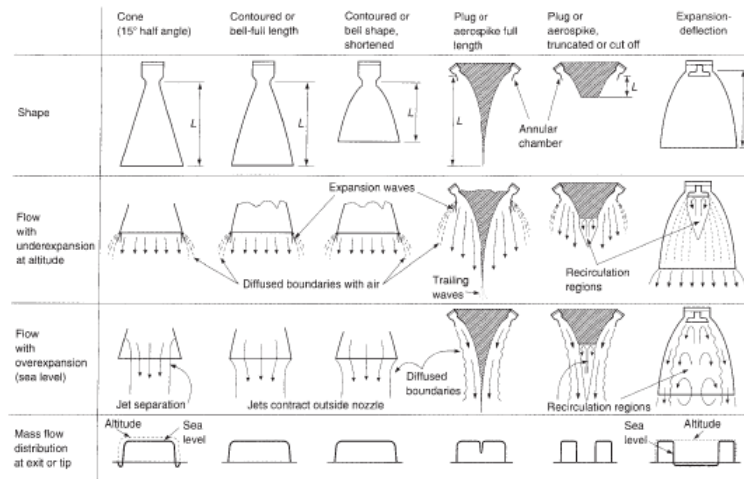 Cone
(15° half angle)
Contoured or
bell-full length
Contoured or
bell shape,
shortened
Plug or
aerospike full
length
Plug or
aerospike,
truncated or cut off
Expansion-
deflection
Shape
L
L
L
L
Annular
chamber
L
Flow
with
underexpansion
at altitude
Expansion waves
Diffused boundaries with air
Trailing
waves
Recirculation
regions
Flow
with
overexpansion
(sea level)
Jet separation
Jets contract outside nozzle
Diffused
boundaries
Recirculation regions
Mass flow
distribution
at exit or tip
Altitude
Sea
level
Sea
level
Altitude